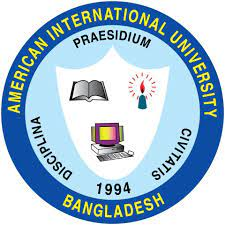 AMERICAN INTERNATIONAL UNIVERSITY
PRAESIDIUM
DISCIPLINA
CIVITATIS
1994
BANGLADESH